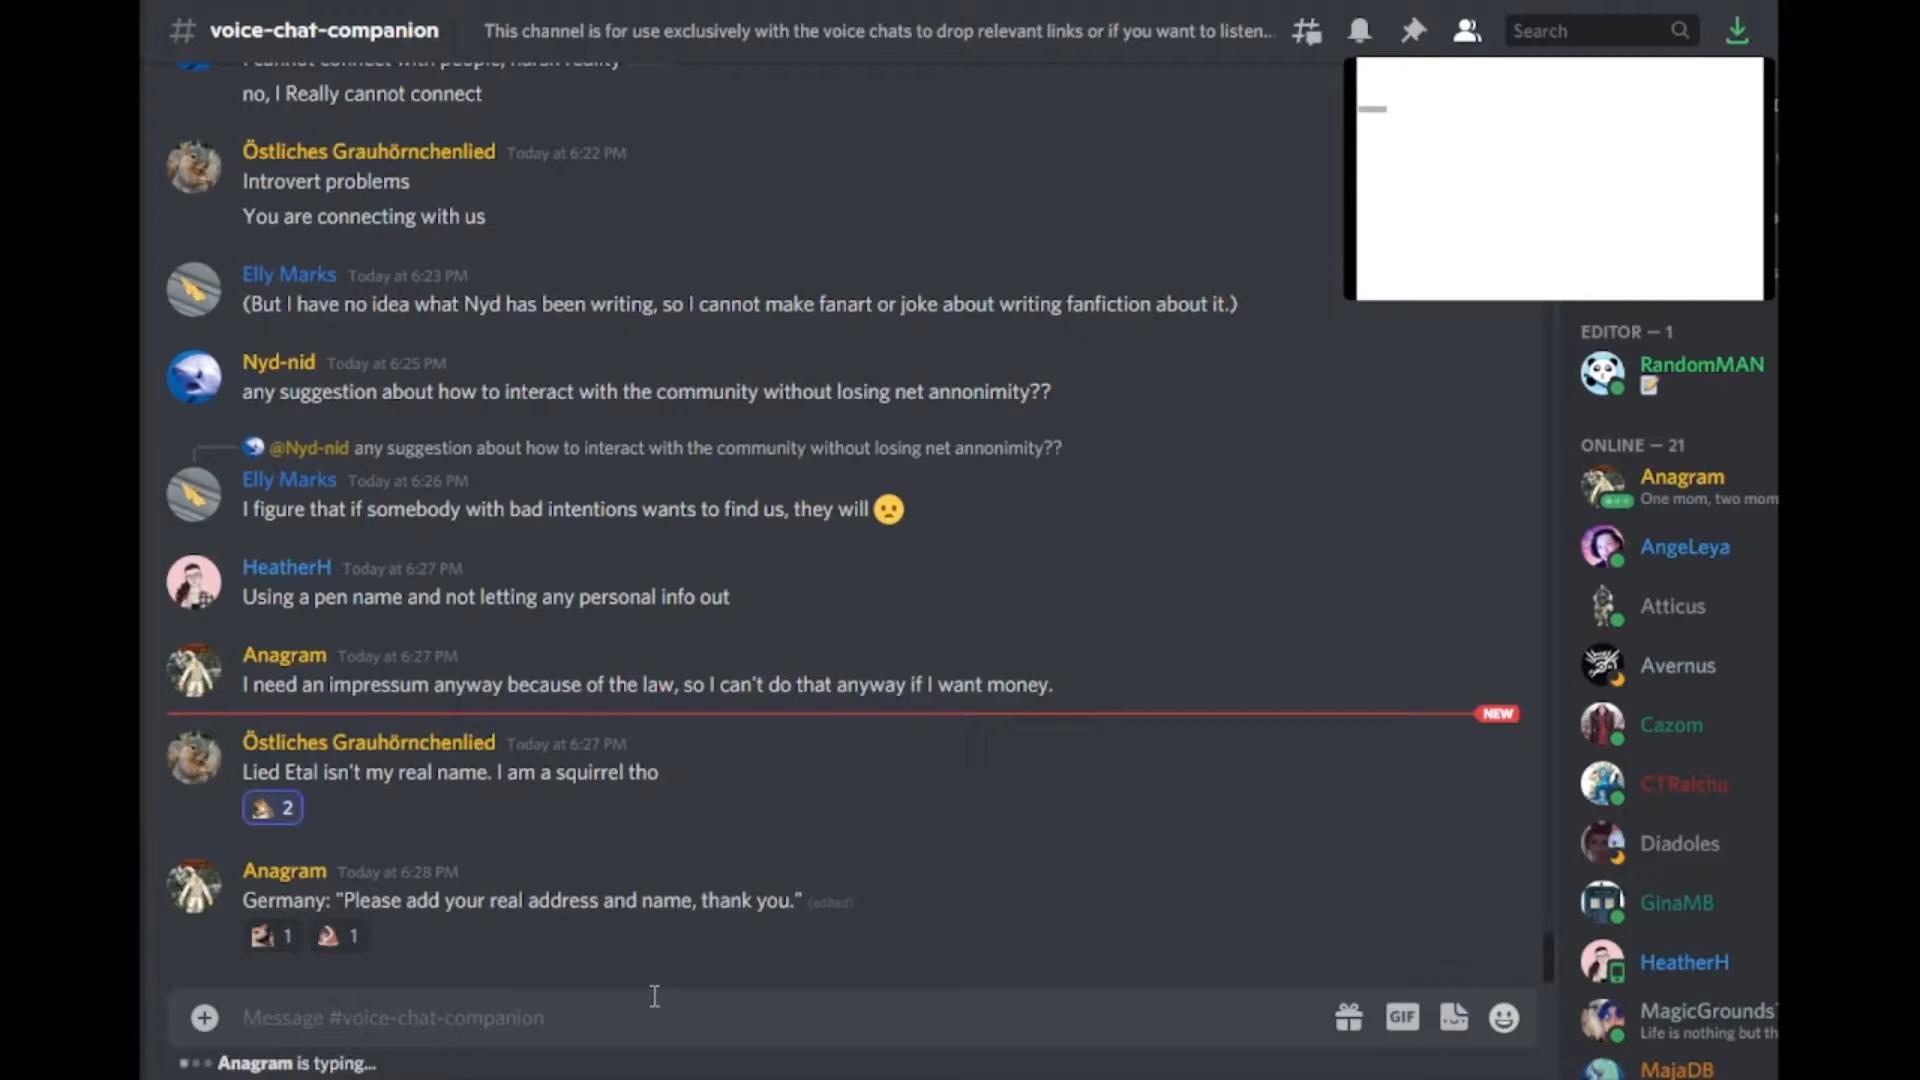 voice-chat-companion
This channel is for use exclusively with the voice chats to drop relevant links or if you want to listen...
Search
I cannot connect with people, harsh reality
no, I Really cannot connect
Östliches Grauhörnchenlied Today at 6:22 PM
Introvert problems
You are connecting with us
Elly Marks Today at 6:23 PM
(But I have no idea what Nyd has been writing, so I cannot make fanart or joke about writing fanfiction about it.)
Nyd-nid Today at 6:25 PM
any suggestion about how to interact with the community without losing net annonimity??
@Nyd-nid any suggestion about how to interact with the community without losing net annonimity??
Elly Marks Today at 6:26 PM
I figure that if somebody with bad intentions wants to find us, they will
HeatherH Today at 6:27 PM
Using a pen name and not letting any personal info out
Anagram Today at 6:27 PM
I need an impressum anyway because of the law, so I can't do that anyway if I want money.
NEW
Östliches Grauhörnchenlied Today at 6:27 PM
Lied Etal isn't my real name. I am a squirrel tho
2
Anagram Today at 6:28 PM
Germany: "Please add your real address and name, thank you." (edited)
1 1
Message #voice-chat-companion
GIF
Anagram is typing...
EDITOR — 1
RandomMAN
ONLINE — 21
Anagram
One mom, two mom
AngeLeya
Atticus
Avernus
Cazom
CTRaichu
Diadoles
GinaMB
HeatherH
MagicGrounds
Life is nothing but th
MajaDB